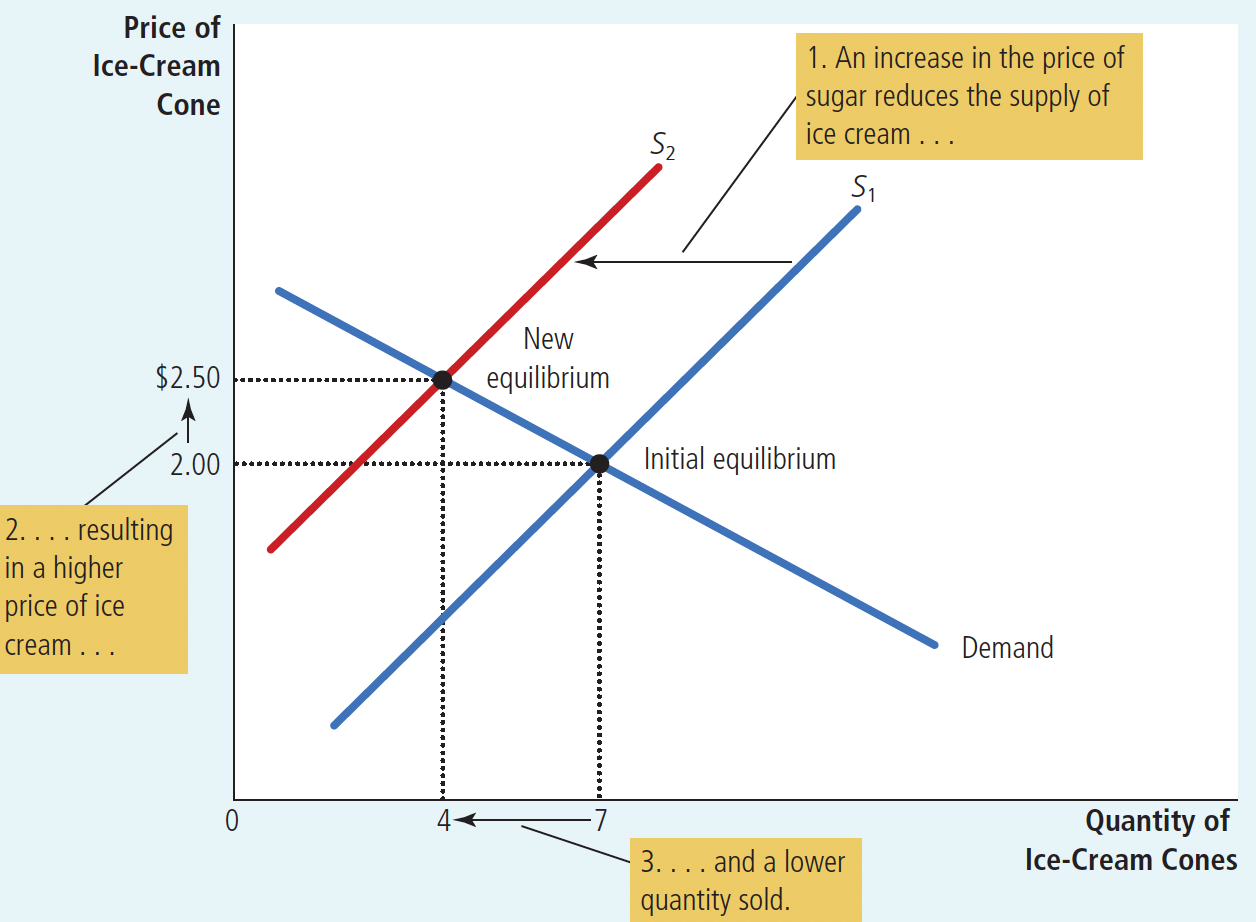 Price of
Ice-Cream
Cone
1. An increase in the price of
sugar reduces the supply of
ice cream . . .
S2
S1
New
equilibrium
$2.50
2.00
Initial equilibrium
2. . . . resulting
in a higher
price of ice
cream . . .
Demand
0
4
7
Quantity of
Ice-Cream Cones
3. . . . and a lower
quantity sold.